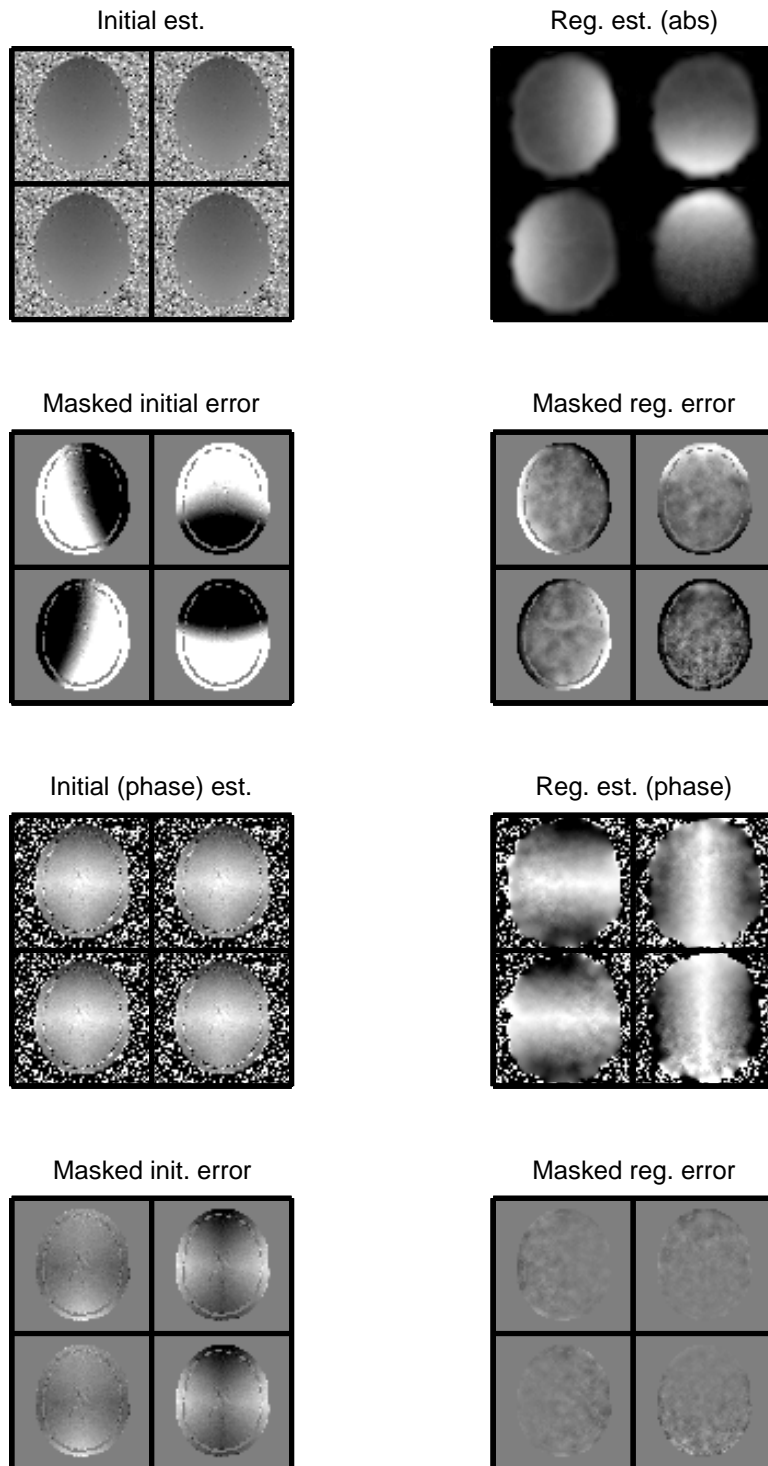 Initial est.
Reg. est. (abs)
Masked initial error
Masked reg. error
Initial (phase) est.
Reg. est. (phase)
Masked init. error
Masked reg. error